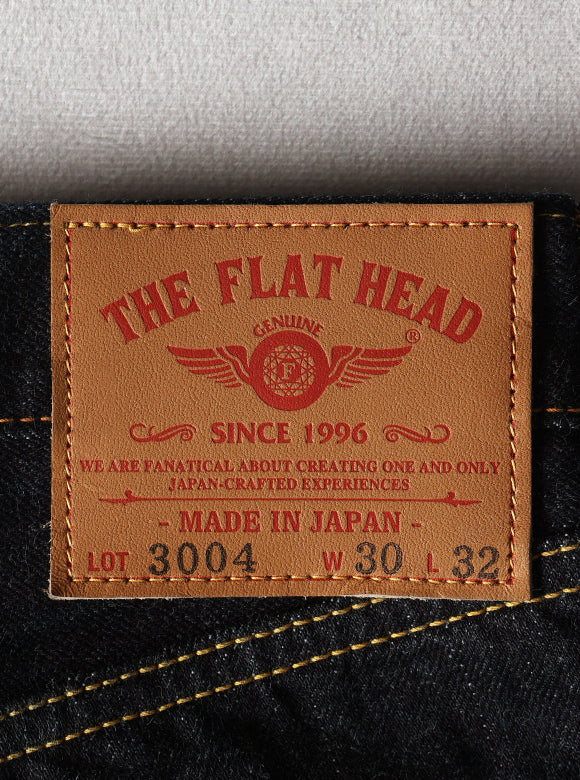 THE FLAT HEAD
GENUINE
®
F
SINCE 1996
WE ARE FANATICAL ABOUT CREATING ONE AND ONLY
JAPAN-CRAFTED EXPERIENCES
- MADE IN JAPAN -
LOT 3004 W 30 L 32